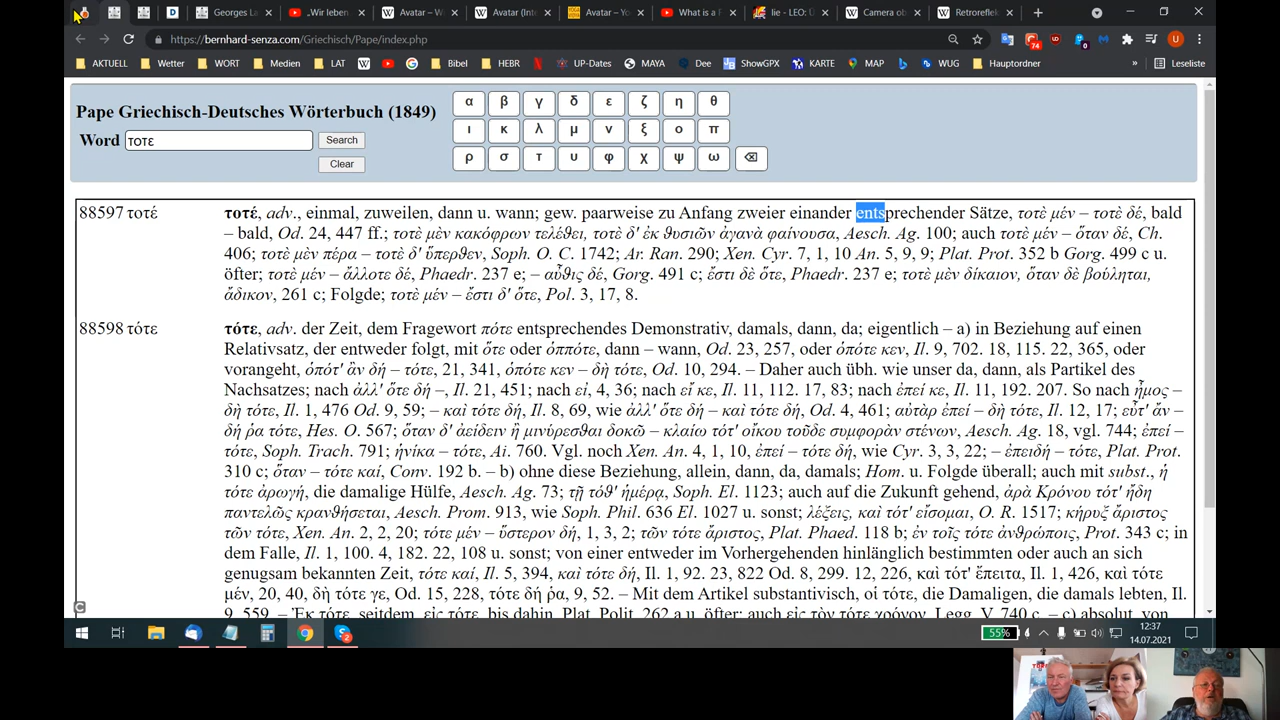 Georges La
„Wir leben
Avatar – W
Avatar (Int
Avatar – Yo
What is a F
lie - LEO: Ü
Camera ob
Retroreflek
https://bernhard-senza.com/Griechisch/Pape/index.php
AKTUELL Wetter WORT Medien LAT Bibel HEBR UP-Dates MAYA Dee ShowGPX KARTE MAP WUG Hauptordner » Leseliste
Pape Griechisch-Deutsches Wörterbuch (1849)
Word τοτε Search
Clear
α β γ δ ε ζ η θ
ι κ λ μ ν ξ ο π
ρ σ τ υ φ χ ψ ω
88597 τοτέ τοτέ, adv., einmal, zuweilen, dann u. wann; gew. paarweise zu Anfang zweier einander entsprechender Sätze, τοτὲ μέν – τοτὲ δέ, bald
– bald, Od. 24, 447 ff.; τοτὲ μὲν κακόφρων τελέθει, τοτὲ δ' ἐκ θυσιῶν ἀγανὰ φαίνουσα, Aesch. Ag. 100; auch τοτὲ μέν – ὅταν δέ, Ch.
406; τοτὲ μὲν πέρα – τοτὲ δ' ὕπερθεν, Soph. O. C. 1742; Ar. Ran. 290; Xen. Cyr. 7, 1, 10 An. 5, 9, 9; Plat. Prot. 352 b Gorg. 499 c u.
öfter; τοτὲ μέν – ἄλλοτε δέ, Phaedr. 237 e; – αὖθις δέ, Gorg. 491 c; ἔστι δὲ ὅτε, Phaedr. 237 e; τοτὲ μὲν δίκαιον, ὅταν δὲ βούληται,
ἄδικον, 261 c; Folgde; τοτὲ μέν – ἔστι δ' ὅτε, Pol. 3, 17, 8.
88598 τότε τότε, adv. der Zeit, dem Fragewort πότε entsprechendes Demonstrativ, damals, dann, da; eigentlich – a) in Beziehung auf einen
Relativsatz, der entweder folgt, mit ὅτε oder ὁππότε, dann – wann, Od. 23, 257, oder ὁπότε κεν, Il. 9, 702. 18, 115. 22, 365, oder
vorangeht, ὁπότ' ἂν δή – τότε, 21, 341, ὁπότε κεν – δὴ τότε, Od. 10, 294. – Daher auch übh. wie unser da, dann, als Partikel des
Nachsatzes; nach ἀλλ' ὅτε δή –, Il. 21, 451; nach εἰ, 4, 36; nach εἴ κε, Il. 11, 112. 17, 83; nach ἐπεί κε, Il. 11, 192. 207. So nach ἦμος –
δὴ τότε, Il. 1, 476 Od. 9, 59; – καὶ τότε δή, Il. 8, 69, wie ἀλλ' ὅτε δή – καὶ τότε δή, Od. 4, 461; αὐτὰρ ἐπεί – δὴ τότε, Il. 12, 17; εὖτ' ἄν –
δή ῥα τότε, Hes. O. 567; ὅταν δ' ἀείδειν ἢ μινύρεσθαι δοκῶ – κλαίω τότ' οἴκου τοῦδε συμφορὰν στένων, Aesch. Ag. 18, vgl. 744; ἐπεί –
τότε, Soph. Trach. 791; ἡνίκα – τότε, Ai. 760. Vgl. noch Xen. An. 4, 1, 10, ἐπεί – τότε δή, wie Cyr. 3, 3, 22; – ἐπειδή – τότε, Plat. Prot.
310 c; ὅταν – τότε καί, Conv. 192 b. – b) ohne diese Beziehung, allein, dann, da, damals; Hom. u. Folgde überall; auch mit subst., ἡ
τότε ἀρωγή, die damalige Hülfe, Aesch. Ag. 73; τῇ τόθ' ἡμέρᾳ, Soph. El. 1123; auch auf die Zukunft gehend, ἀρὰ Κρόνου τότ' ἤδη
παντελῶς κρανθήσεται, Aesch. Prom. 913, wie Soph. Phil. 636 El. 1027 u. sonst; λέξεις, καὶ τότ' εἴσομαι, O. R. 1517; κήρυξ ἄριστος
τῶν τότε, Xen. An. 2, 2, 20; τότε μέν – ὕστερον δή, 1, 3, 2; τῶν τότε ἄριστος, Plat. Phaed. 118 b; ἐν τοῖς τότε ἀνθρώποις, Prot. 343 c; in
dem Falle, Il. 1, 100. 4, 182. 22, 108 u. sonst; von einer entweder im Vorhergehenden hinlänglich bestimmten oder auch an sich
genugsam bekannten Zeit, τότε καί, Il. 5, 394, καὶ τότε δή, Il. 1, 92. 23, 822 Od. 8, 299. 12, 226, καὶ τότ' ἔπειτα, Il. 1, 426, καὶ τότε
μέν, 20, 40, δὴ τότε γε, Od. 15, 228, τότε δή ῥα, 9, 52. – Mit dem Artikel substantivisch, οἱ τότε, die Damaligen, die damals lebten, Il.
9, 559. – Ἐκ τότε, seitdem, εἰς τότε, bis dahin, Plat. Polit. 262 a u. öfter; auch εἰς τὸν τότε χρόνον, Legg. V, 740 c. – c) absolut, von
55%
12:37
14.07.2021